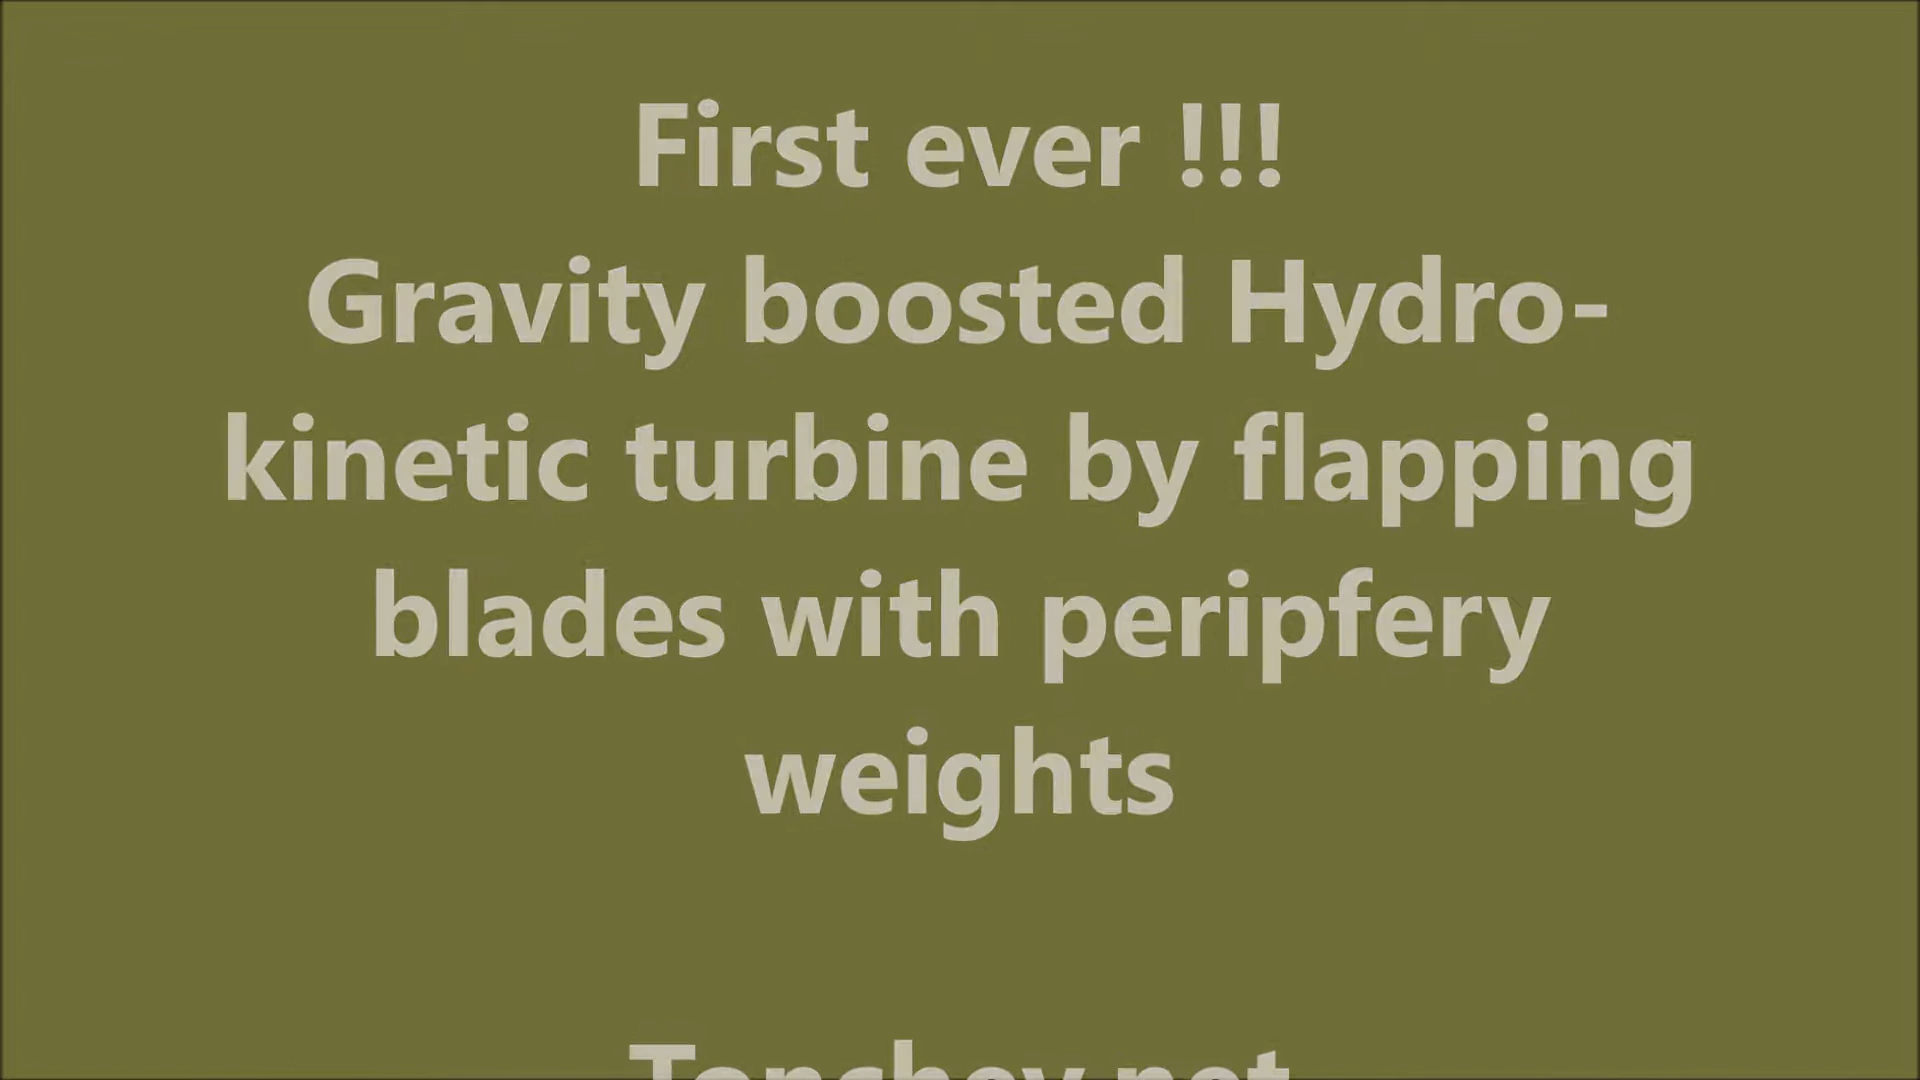 First ever !!!
Gravity boosted Hydro-
kinetic turbine by flapping
blades with peripfery
weights